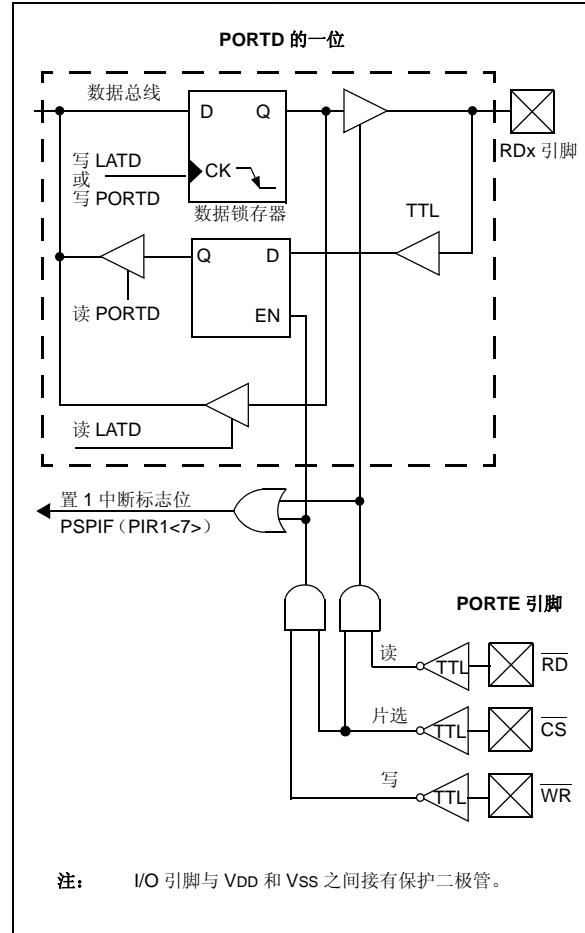 PORTD 的一位
数据总线
D Q
RDx 引脚
写 LATD
或
写 PORTD
CK
数据锁存器
TTL
Q D
EN
读 PORTD
读 LATD
置 1 中断标志位
PSPIF（PIR1<7>）
PORTE 引脚
读 TTL RD
片选 TTL CS
写 TTL WR
注： I/O 引脚与 VDD 和 VSS 之间接有保护二极管。